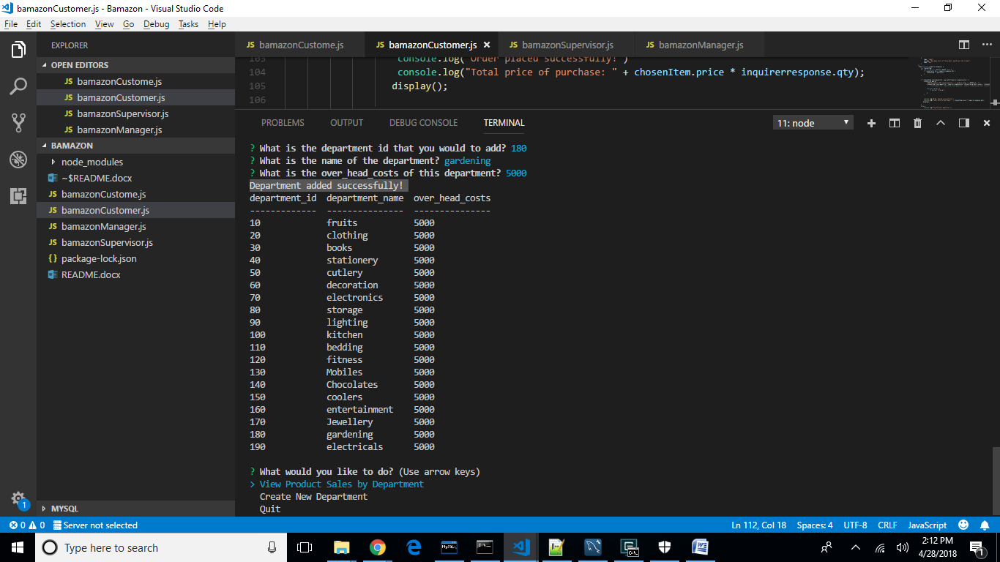 bamazonCustomer.js - Bamazon - Visual Studio Code
File Edit Selection View Go Debug Tasks Help
EXPLORER
OPEN EDITORS
JS bamazonCustome.js
JS bamazonCustomer.js
JS bamazonSupervisor.js
JS bamazonManager.js
BAMAZON
node_modules
~$README.docx
JS bamazonCustome.js
JS bamazonCustomer.js
JS bamazonManager.js
JS bamazonSupervisor.js
{} package-lock.json
README.docx
MYSQL
JS bamazonCustome.js JS bamazonCustomer.js JS bamazonSupervisor.js JS bamazonManager.js
103 console.log("Order placed successfully!")
104 console.log("Total price of purchase: " + chosenItem.price * inquirerresponse.qty);
105 display();
106
PROBLEMS OUTPUT DEBUG CONSOLE TERMINAL 11: node
? What is the department id that you would to add? 180
? What is the name of the department? gardening
? What is the over_head_costs of this department? 5000
Department added successfully!
department_id department_name over_head_costs
------------- --------------- ---------------
10 fruits 5000
20 clothing 5000
30 books 5000
40 stationery 5000
50 cutlery 5000
60 decoration 5000
70 electronics 5000
80 storage 5000
90 lighting 5000
100 kitchen 5000
110 bedding 5000
120 fitness 5000
130 Mobiles 5000
140 Chocolates 5000
150 coolers 5000
160 entertainment 5000
170 Jewellery 5000
180 gardening 5000
190 electricals 5000
? What would you like to do? (Use arrow keys)
> View Product Sales by Department
Create New Department
Quit
1
0 0 Server not selected Ln 112, Col 18 Spaces: 4 UTF-8 CRLF JavaScript
Type here to search
2:12 PM
4/28/2018
1